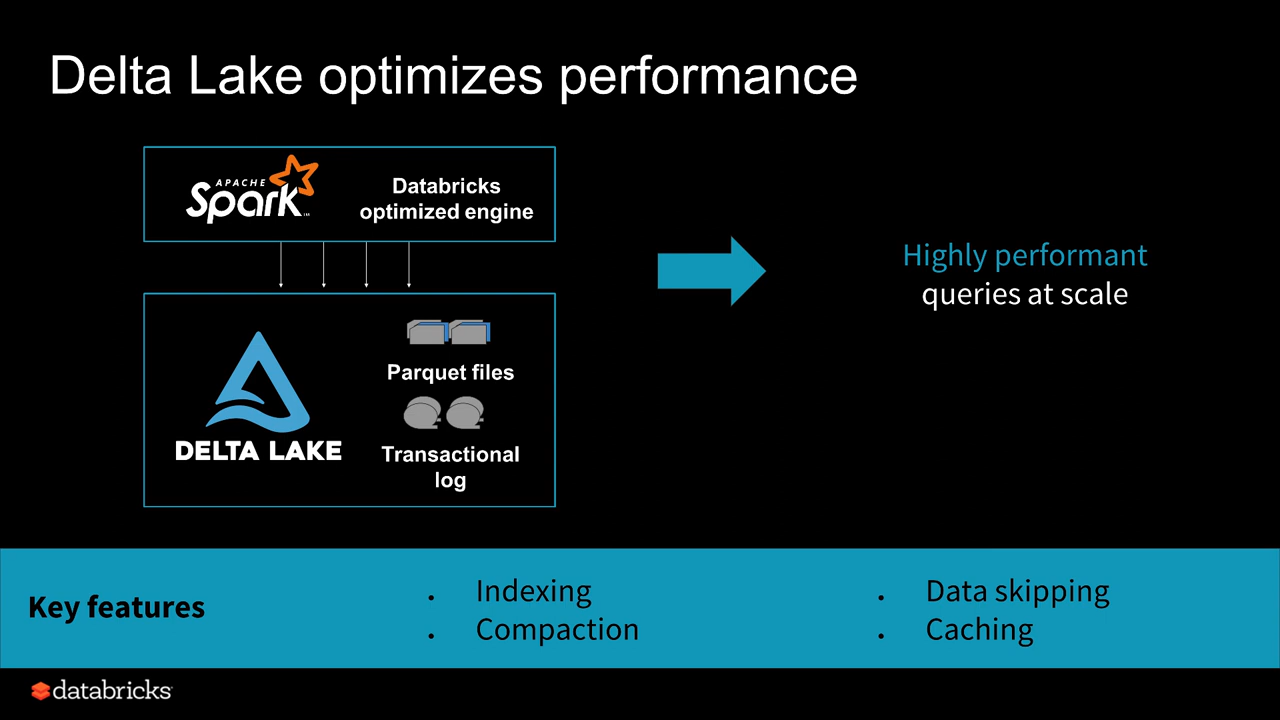 Delta Lake optimizes performance
APACHE
Spark™
Databricks
optimized engine
DELTA LAKE
Parquet files
Transactional
log
Highly performant
queries at scale
Key features
• Indexing
• Compaction
• Data skipping
• Caching
databricks